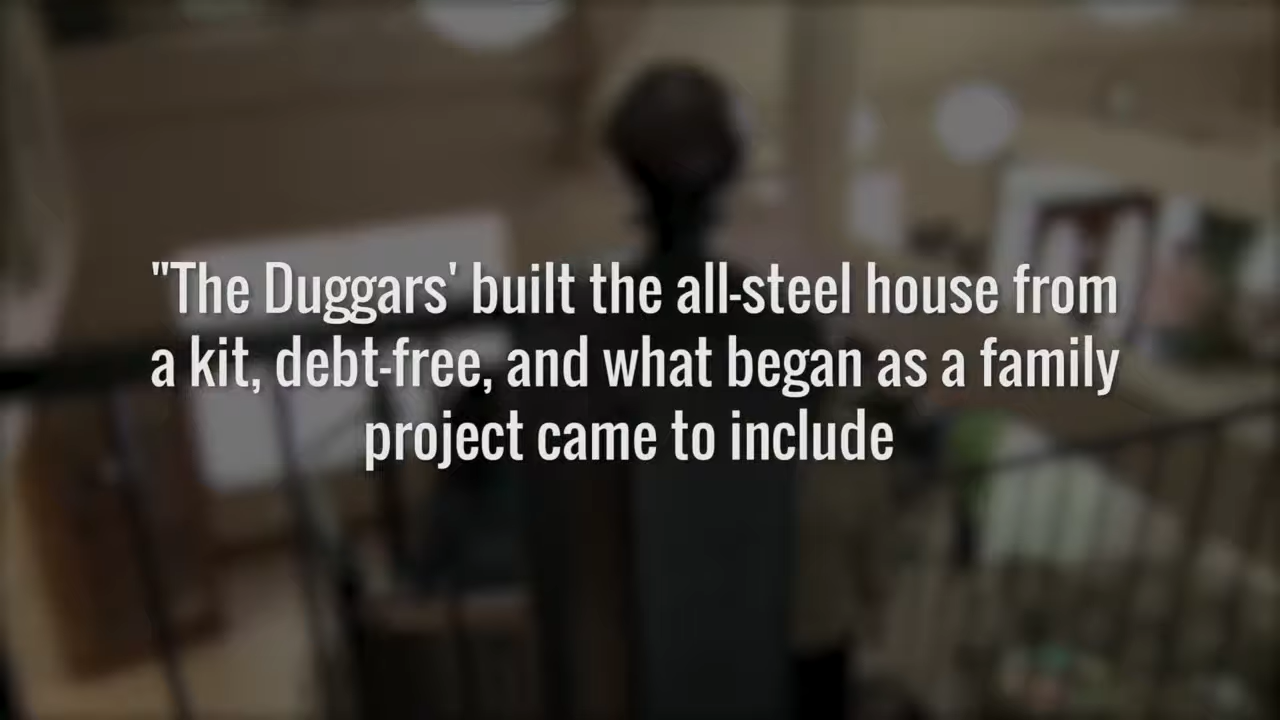 "The Duggars' built the all-steel house from
a kit, debt-free, and what began as a family
project came to include